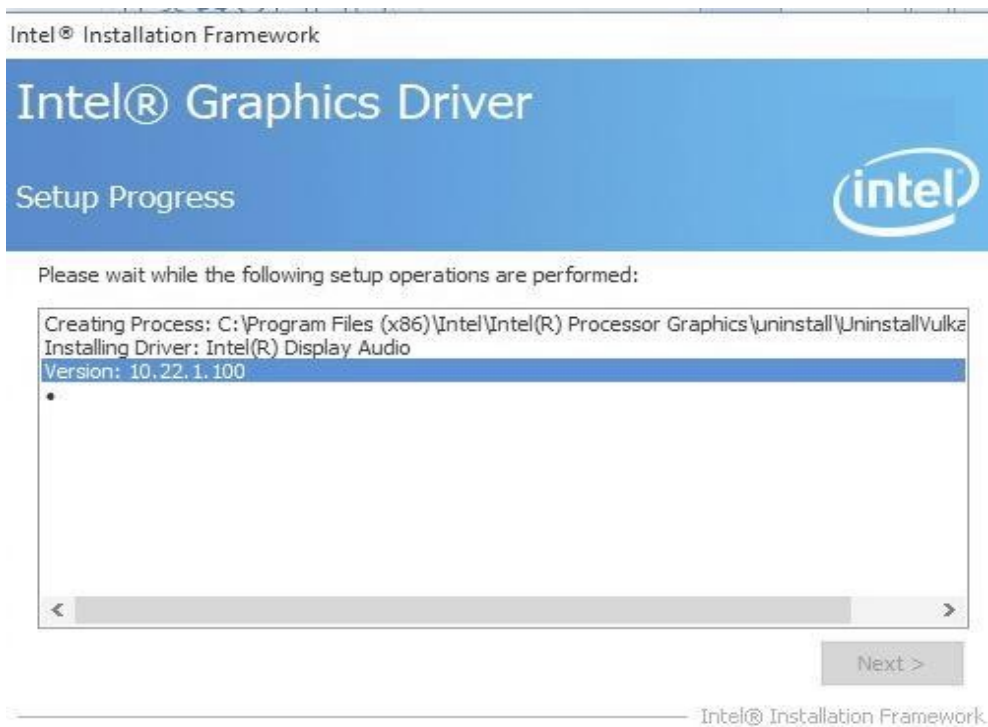 Intel® Installation Framework
Intel® Graphics Driver
Setup Progress
intel
Please wait while the following setup operations are performed:
Creating Process: C:\Program Files (x86)\Intel\Intel(R) Processor Graphics\uninstall\UninstallVulka
Installing Driver: Intel(R) Display Audio
Version: 10.22.1.100
•
Next >
Intel® Installation Framework